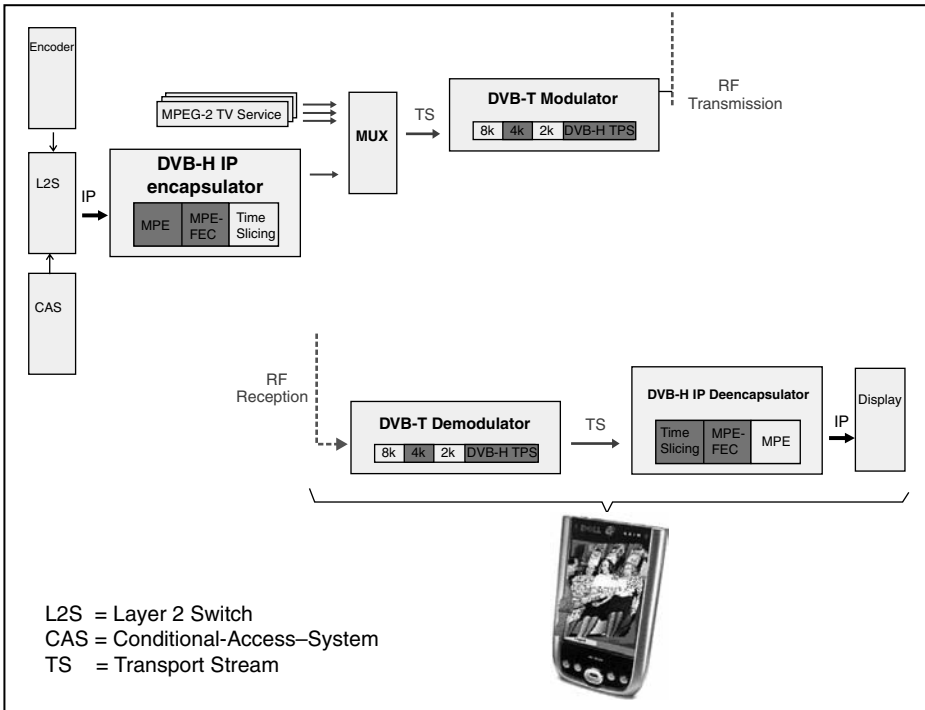 Encoder
L2S
CAS
IP
MPEG-2 TV Service
DVB-H IP
encapsulator
MPE
MPE-
FEC
Time
Slicing
MUX
TS
DVB-T Modulator
8k 4k 2k DVB-H TPS
RF
Transmission
RF
Reception
DVB-T Demodulator
8k 4k 2k DVB-H TPS
TS
DVB-H IP Deencapsulator
Time
Slicing
MPE-
FEC
MPE
IP
Display
DELL
L2S = Layer 2 Switch
CAS = Conditional-Access–System
TS = Transport Stream